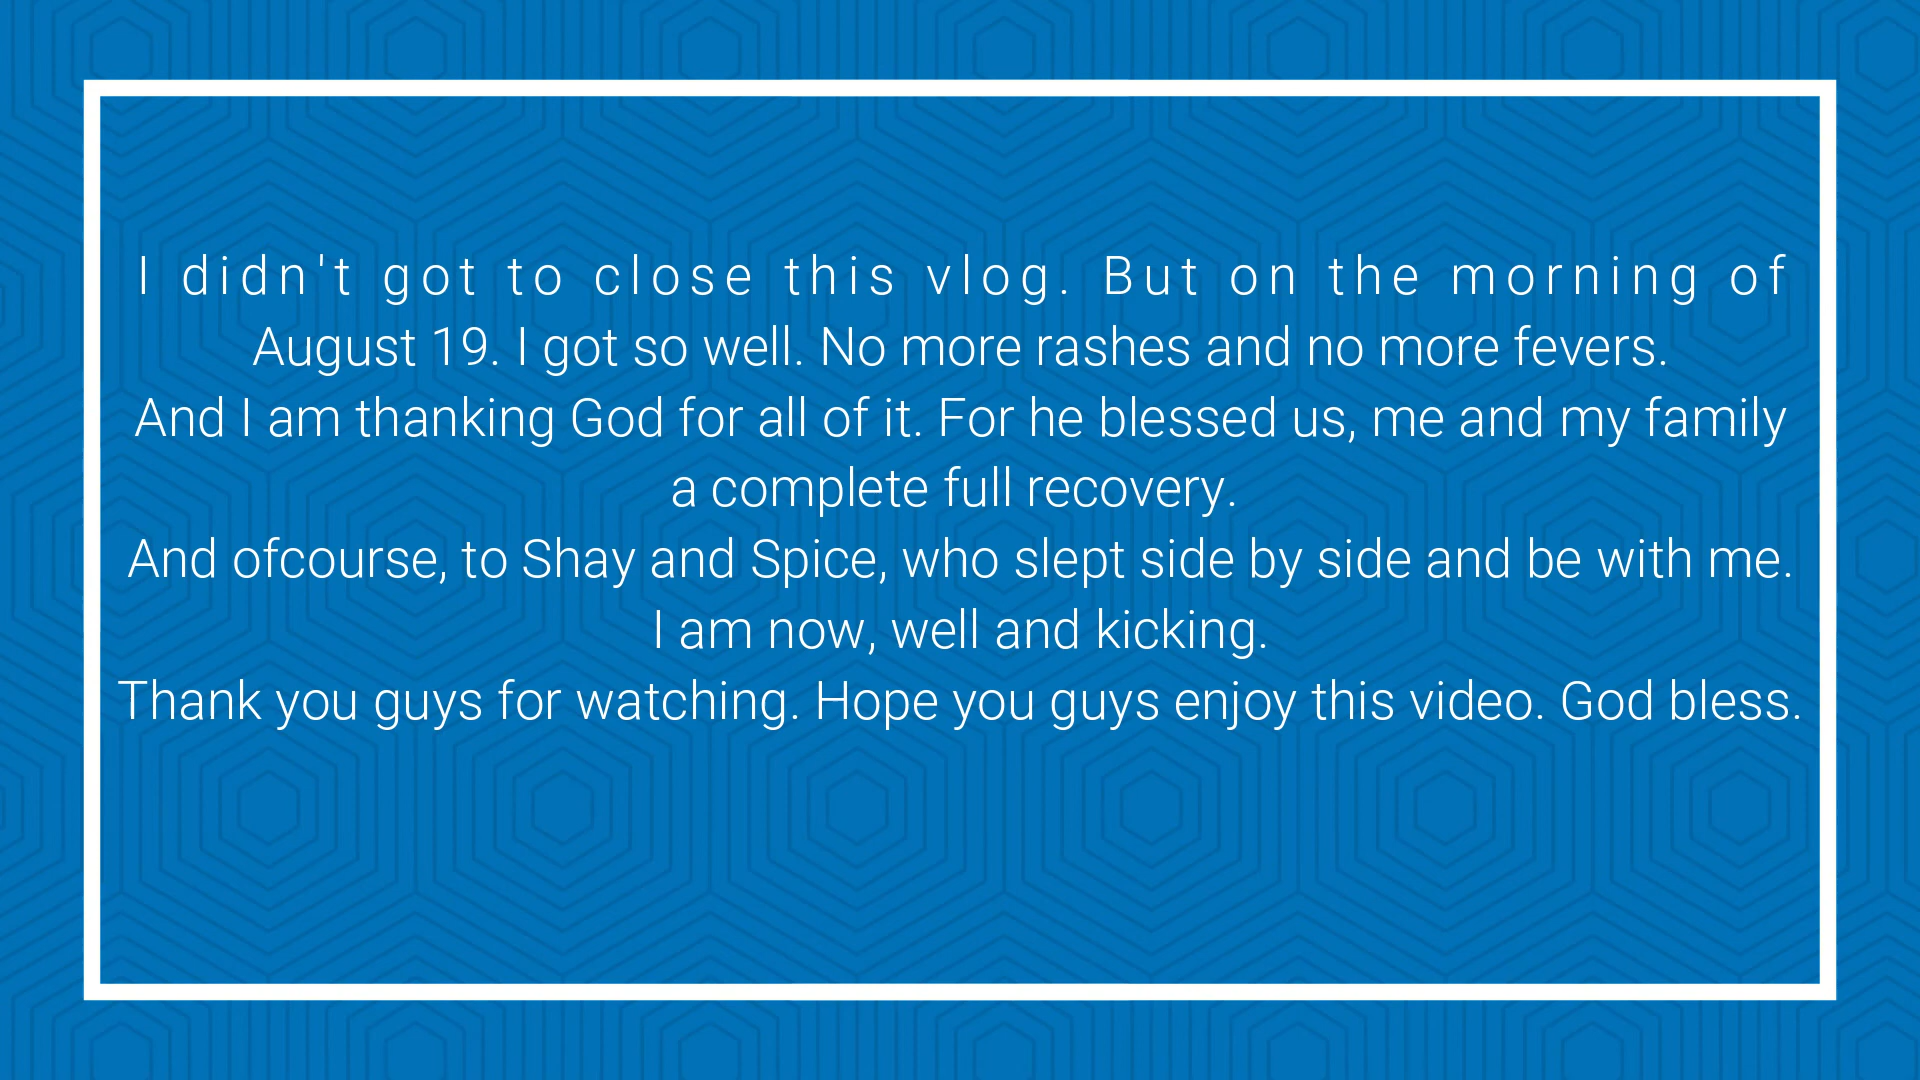 I didn't got to close this vlog. But on the morning of
August 19. I got so well. No more rashes and no more fevers.
And I am thanking God for all of it. For he blessed us, me and my family
a complete full recovery.
And ofcourse, to Shay and Spice, who slept side by side and be with me.
I am now, well and kicking.
Thank you guys for watching. Hope you guys enjoy this video. God bless.